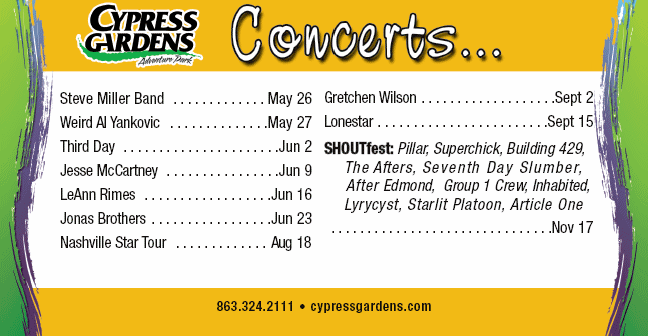 CYPRESS GARDENS
Adventure Park
Concerts...
Steve Miller Band . . . . . . . . . . . . . May 26
Weird Al Yankovic . . . . . . . . . . . . . . May 27
Third Day . . . . . . . . . . . . . . . . . . . . . . Jun 2
Jesse McCartney . . . . . . . . . . . . . . . . Jun 9
LeAnn Rimes . . . . . . . . . . . . . . . . . . Jun 16
Jonas Brothers . . . . . . . . . . . . . . . . . Jun 23
Nashville Star Tour . . . . . . . . . . . . . Aug 18
Gretchen Wilson . . . . . . . . . . . . . . . . . . . Sept 2
Lonestar . . . . . . . . . . . . . . . . . . . . . . . . Sept 15
SHOUTfest: Pillar, Superchick, Building 429,
The Afters, Seventh Day Slumber,
After Edmond, Group 1 Crew, Inhabited,
Lyrycyst, Starlit Platoon, Article One
. . . . . . . . . . . . . . . . . . . . . . . . . . . . . . . Nov 17
863.324.2111 • cypressgardens.com